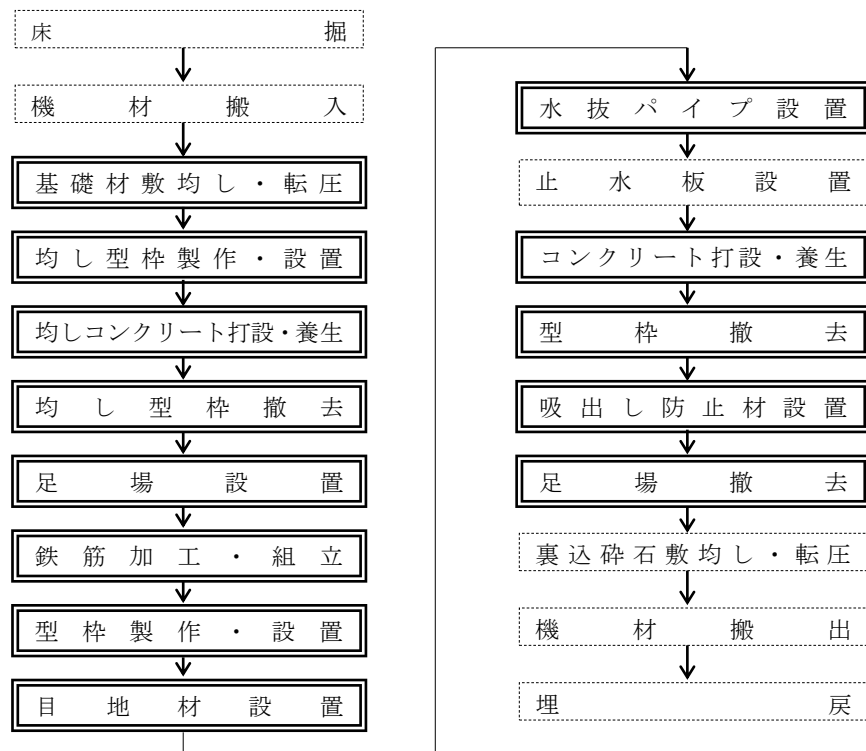 床掘
機材搬入
基礎材敷均し・転圧
均し型枠製作・設置
均しコンクリート打設・養生
均し型枠撤去
足場設置
鉄筋加工・組立
型枠製作・設置
目地材設置
水抜パイプ設置
止水板設置
コンクリート打設・養生
型枠撤去
吸出し防止材設置
足場撤去
裏込砕石敷均し・転圧
機材搬出
埋戻